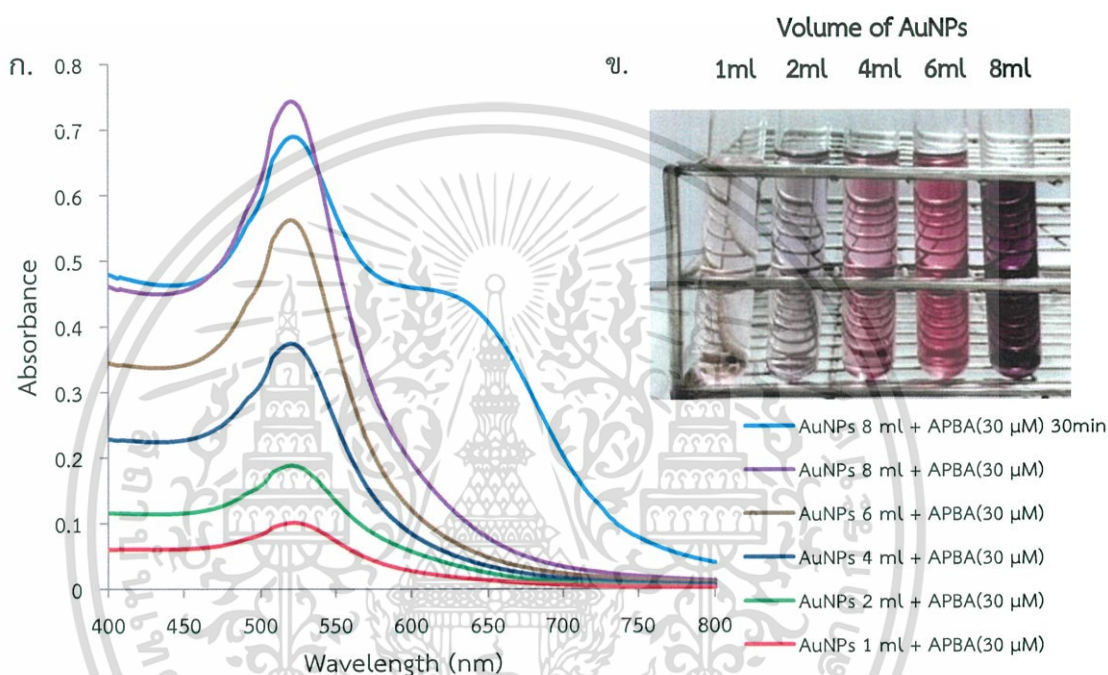 ก.
0.8
0.7
0.6
0.5
0.4
0.3
0.2
0.1
0
Absorbance
400 450 500 550 600 650 700 750 800
Wavelength (nm)
ข.
Volume of AuNPs
1ml 2ml 4ml 6ml 8ml
AuNPs 8 ml + APBA(30 µM) 30min
AuNPs 8 ml + APBA(30 µM)
AuNPs 6 ml + APBA(30 µM)
AuNPs 4 ml + APBA(30 µM)
AuNPs 2 ml + APBA(30 µM)
AuNPs 1 ml + APBA(30 µM)